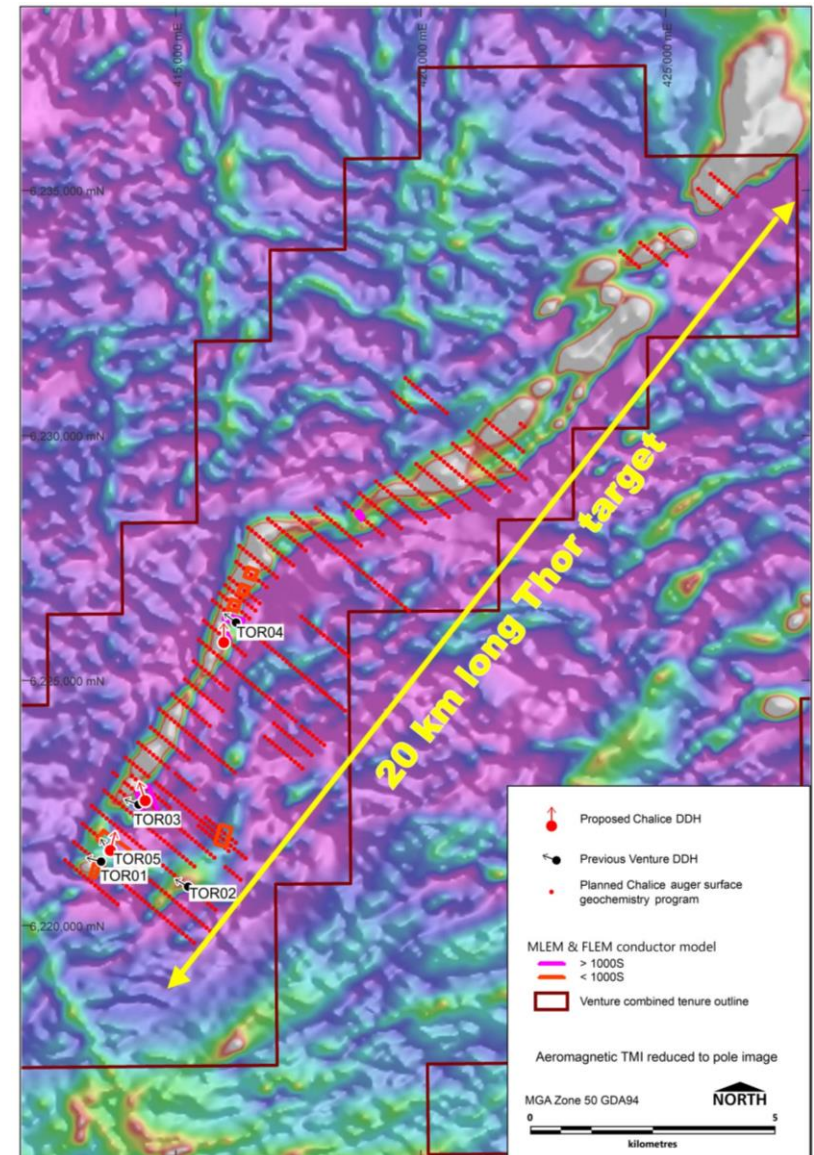 415,000 mE
420,000 mE
425,000 mE
6,235,000 mN
6,230,000 mN
6,225,000 mN
6,220,000 mN
20 km long Thor target
TOR04
TOR03
TOR05
TOR01
TOR02
Proposed Chalice DDH
Previous Venture DDH
Planned Chalice auger surface
geochemistry program
MLEM & FLEM conductor model
> 1000S
< 1000S
Venture combined tenure outline
Aeromagnetic TMI reduced to pole image
MGA Zone 50 GDA94
NORTH
0 5
kilometres